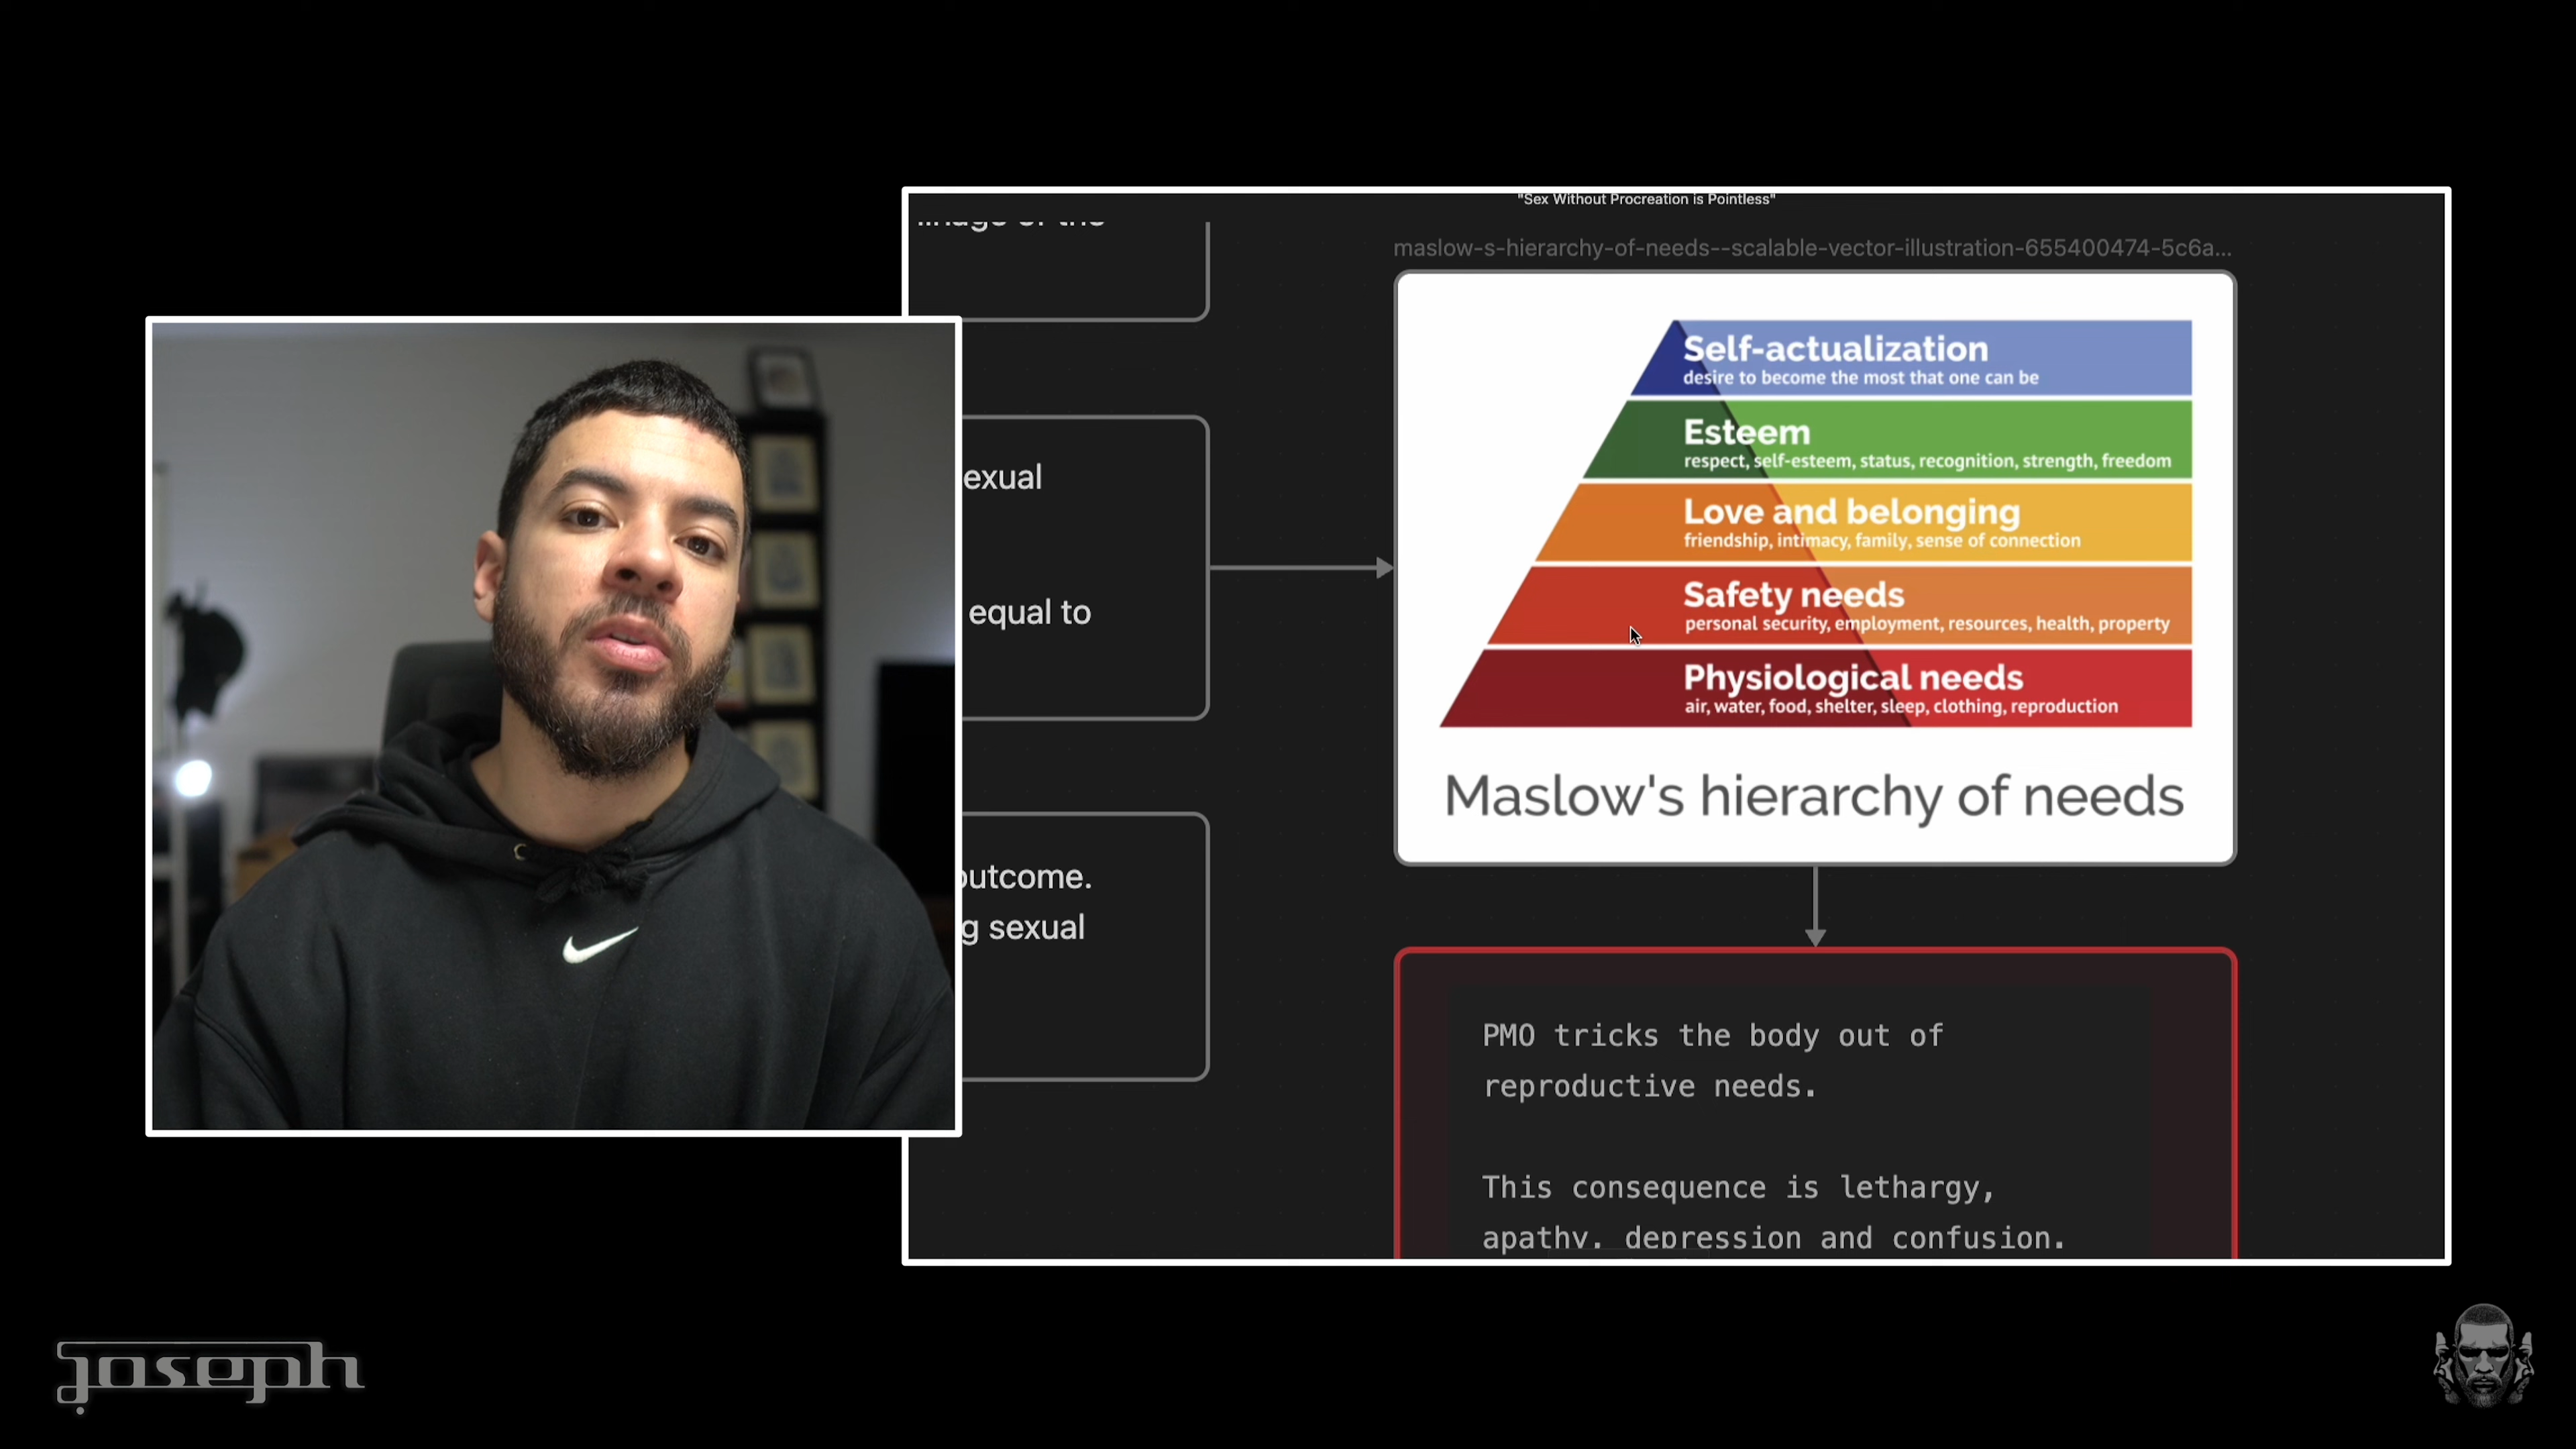 "Sex Without Procreation is Pointless"
maslow-s-hierarchy-of-needs--scalable-vector-illustration-655400474-5c6a...
exual
equal to
outcome.
g sexual
Self-actualization
desire to become the most that one can be
Esteem
respect, self-esteem, status, recognition, strength, freedom
Love and belonging
friendship, intimacy, family, sense of connection
Safety needs
personal security, employment, resources, health, property
Physiological needs
air, water, food, shelter, sleep, clothing, reproduction
Maslow's hierarchy of needs
PMO tricks the body out of
reproductive needs.
This consequence is lethargy,
apathy, depression and confusion.
joseph